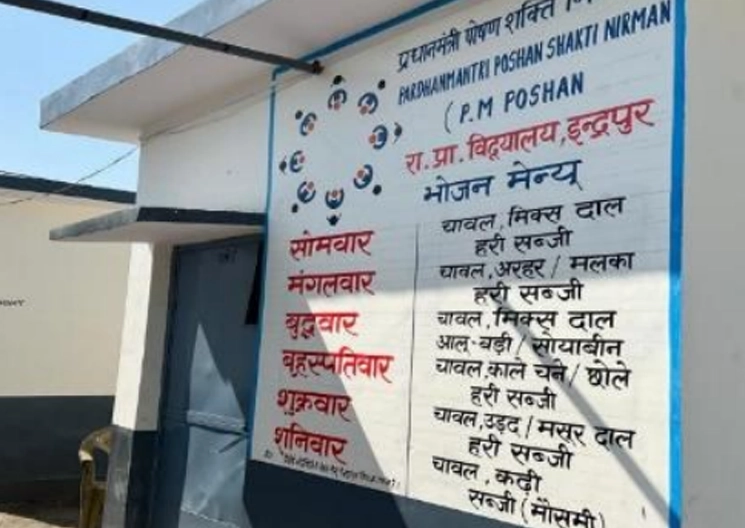 प्रधानमंत्री पोषण शक्ति
PARDHANMANTRI POSHAN SHAKTI NIRMAN
( P.M POSHAN
रा. प्रा. विद्यालय, इन्द्रपुर
भोजन मेन्यू
सोमवार
चावल, मिक्स दाल
हरी सब्जी
मंगलवार
चावल, अरहर / मलका
हरी सब्जी
बुद्धवार
चावल, मिक्स दाल
आलू-बड़ी / सोयाबीन
बृहस्पतिवार
चावल, काले चने / छोले
हरी सब्जी
शुक्रवार
चावल, उड़द / मसूर दाल
हरी सब्जी
शनिवार
चावल, कढ़ी
सब्जी (मौसमी)